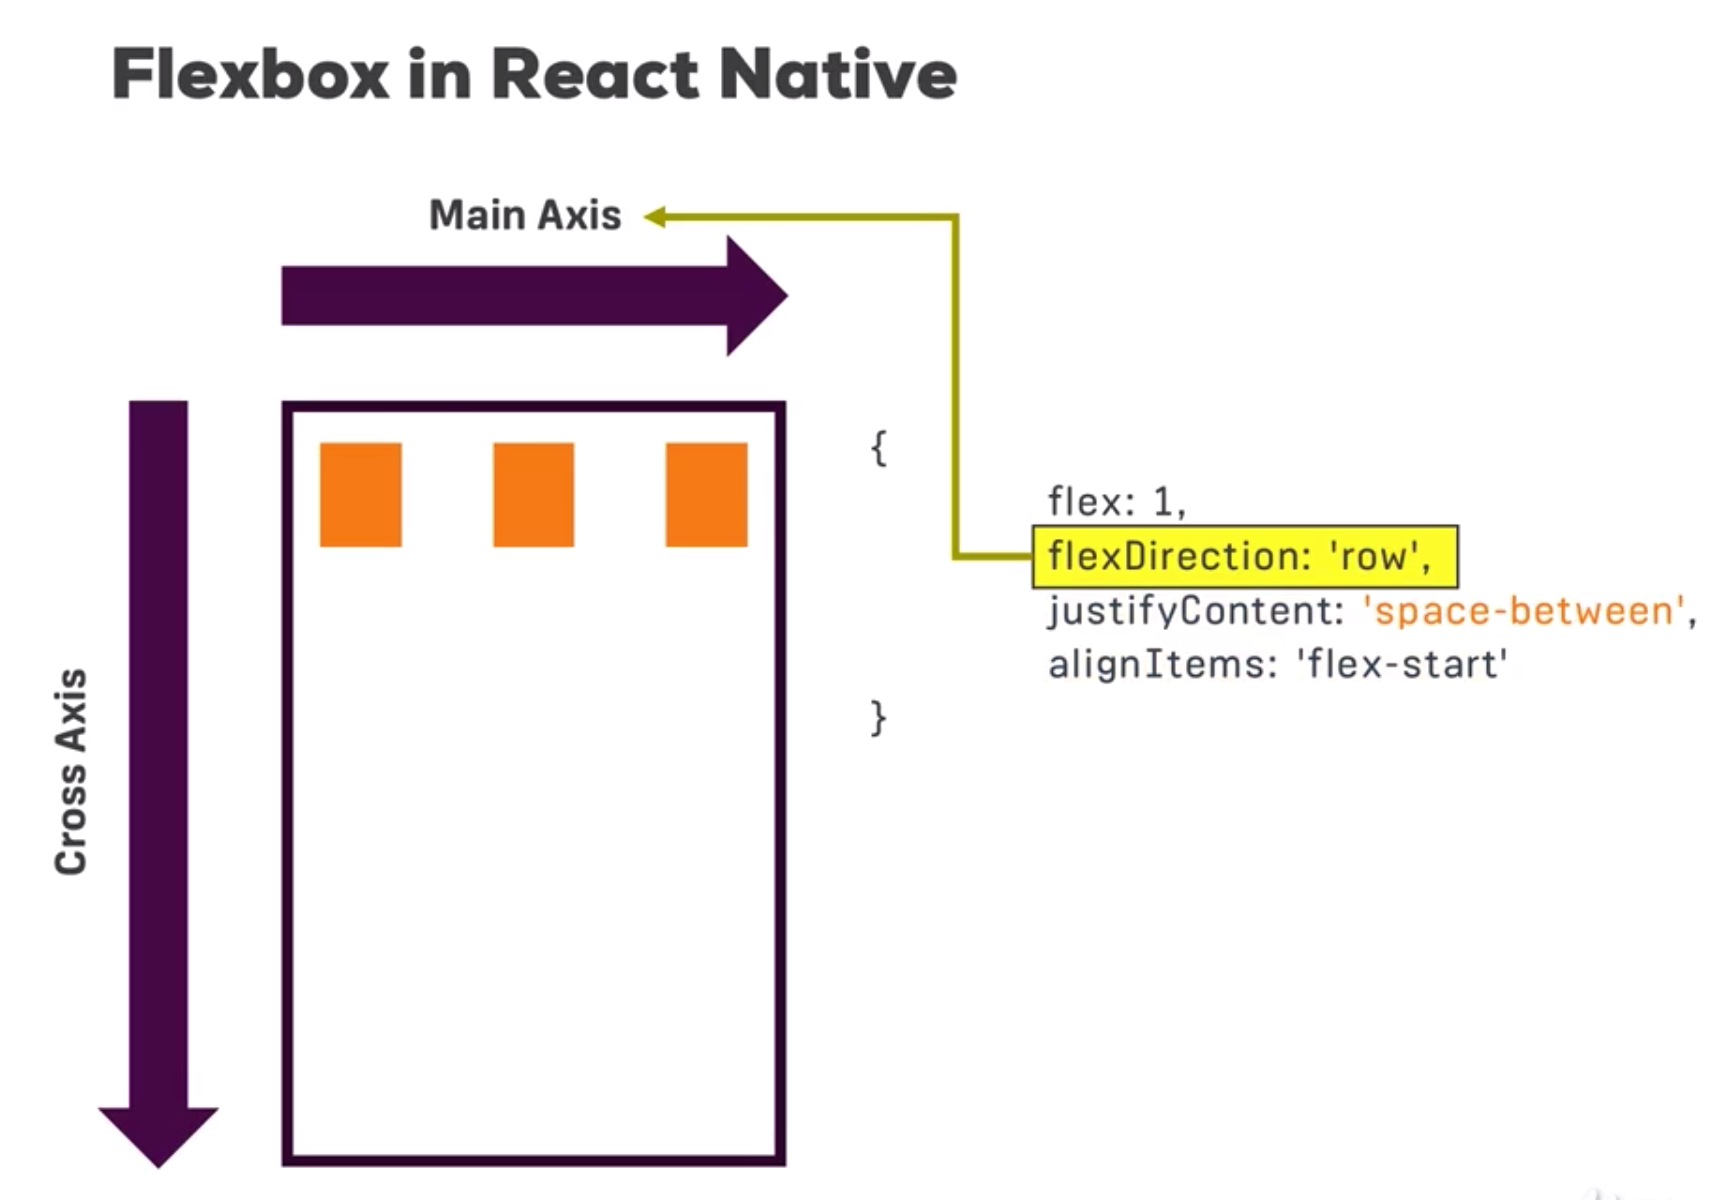 Flexbox in React Native
Main Axis
Cross Axis
{
flex: 1,
flexDirection: 'row',
justifyContent: 'space-between',
alignItems: 'flex-start'
}